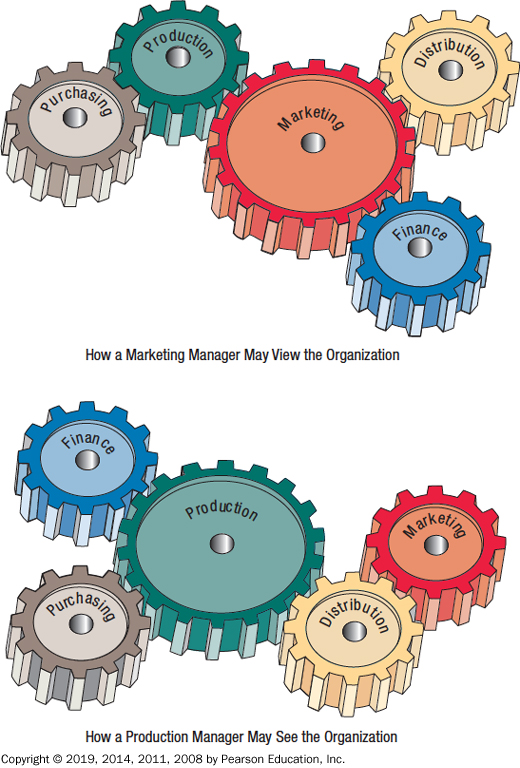 Production
Distribution
Purchasing
Marketing
Finance
How a Marketing Manager May View the Organization
Finance
Production
Marketing
Purchasing
Distribution
How a Production Manager May See the Organization
Copyright © 2019, 2014, 2011, 2008 by Pearson Education, Inc.